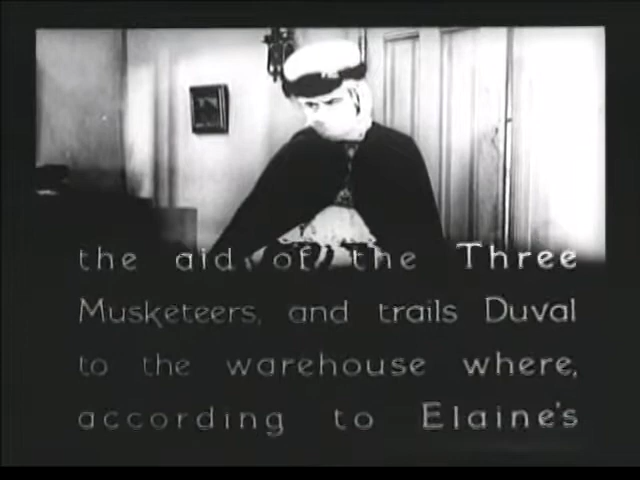 the aid of the Three
Musketeers, and trails Duval
to the warehouse where,
according to Elaine's